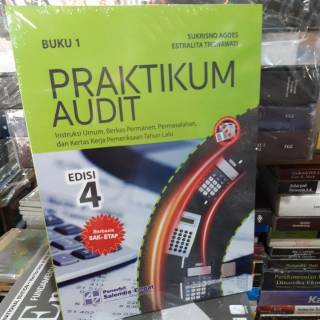 BUKU 1
SUKRISNO AGOES
ESTRALITA TRISNAWATI
PRAKTIKUM
AUDIT
Instruksi Umum, Berkas Permanen, Permasalahan,
dan Kertas Kerja Pemeriksaan Tahun Lalu
EDISI
4
Berbasis
SAK-ETAP
Penerbit
Salemba Empat